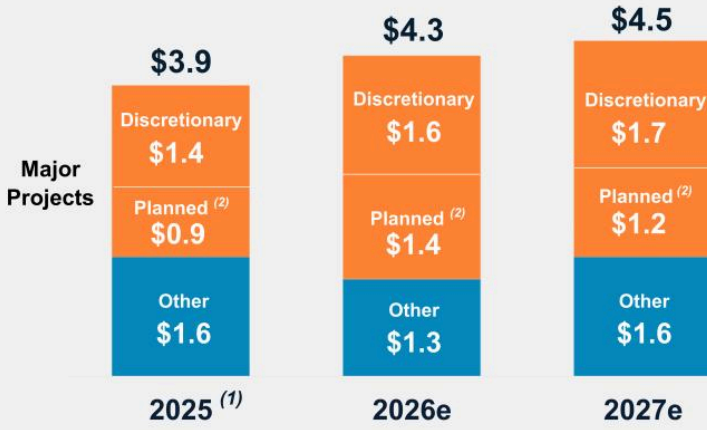 $3.9
$4.3
$4.5
Major
Projects
Discretionary
$1.4
Planned (2)
$0.9
Other
$1.6
Discretionary
$1.6
Planned (2)
$1.4
Other
$1.3
Discretionary
$1.7
Planned (2)
$1.2
Other
$1.6
2025 (1)
2026e
2027e